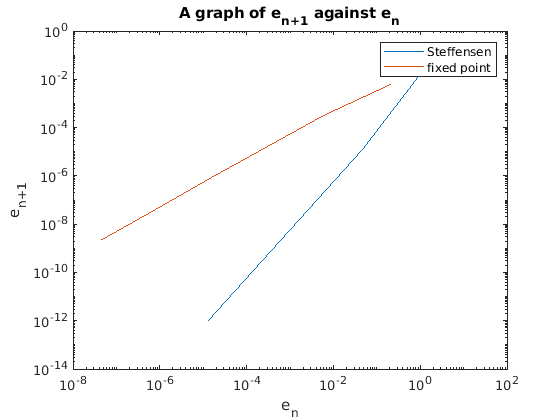 A graph of e_{n+1} against e_n
Steffensen
fixed point
10^0
10^-2
10^-4
10^-6
10^-8
10^-10
10^-12
10^-14
e_{n+1}
10^-8 10^-6 10^-4 10^-2 10^0 10^2
e_n